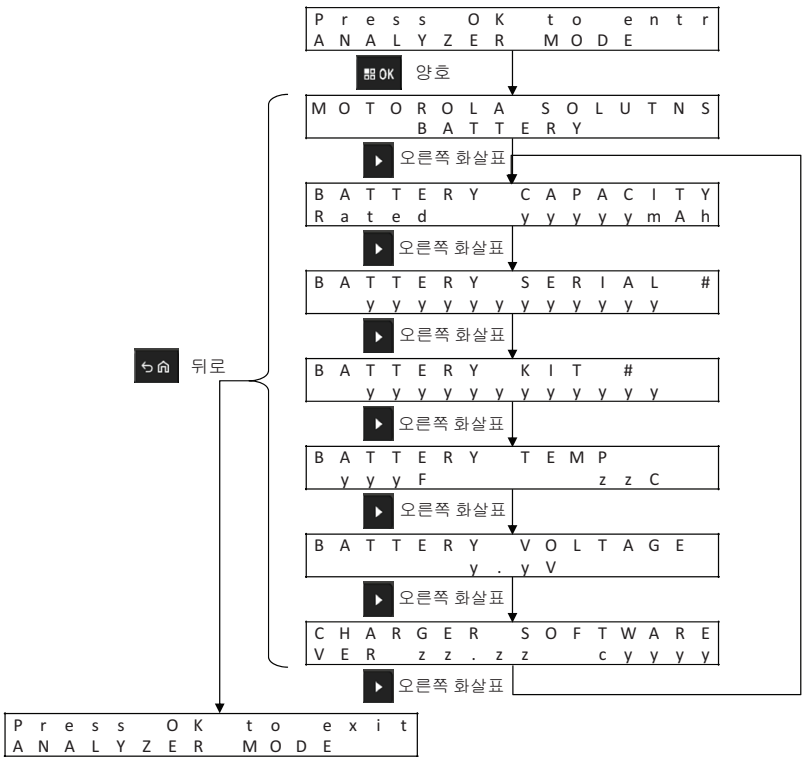 Press OK to entr
ANALYZER MODE
OK 양호
MOTOROLA SOLUTNS
BATTERY
오른쪽 화살표
BATTERY CAPACITY
Rated yyyyymAh
오른쪽 화살표
BATTERY SERIAL #
yyyyyyyyyyyy
오른쪽 화살표
뒤로
BATTERY KIT #
yyyyyyyyyyyy
오른쪽 화살표
BATTERY TEMP
yyyF zzC
오른쪽 화살표
BATTERY VOLTAGE
y.yV
오른쪽 화살표
CHARGER SOFTWARE
VER zz.zz cyyyy
오른쪽 화살표
Press OK to exit
ANALYZER MODE